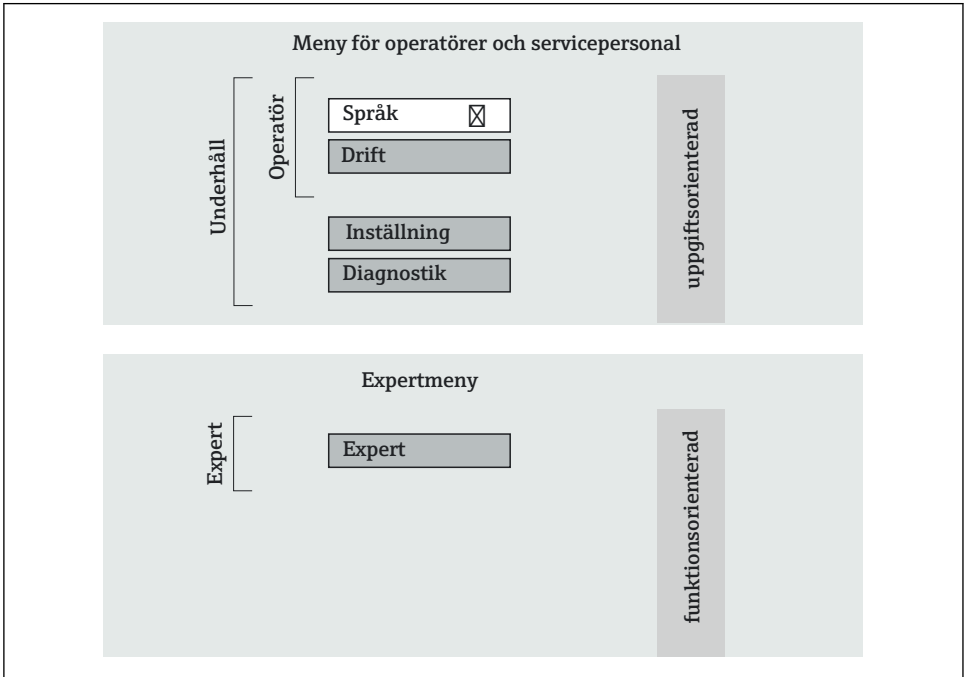 Meny för operatörer och servicepersonal
Underhåll
Operatör
Språk
Drift
Inställning
Diagnostik
uppgiftsorienterad
Expertmeny
Expert
Expert
funktionsorienterad